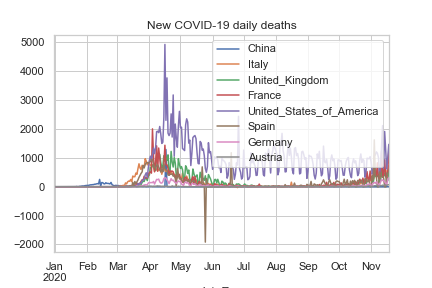 New COVID-19 daily deaths
5000
4000
3000
2000
1000
0
−1000
−2000
China
Italy
United_Kingdom
France
United_States_of_America
Spain
Germany
Austria
Jan Feb Mar Apr May Jun Jul Aug Sep Oct Nov
2020